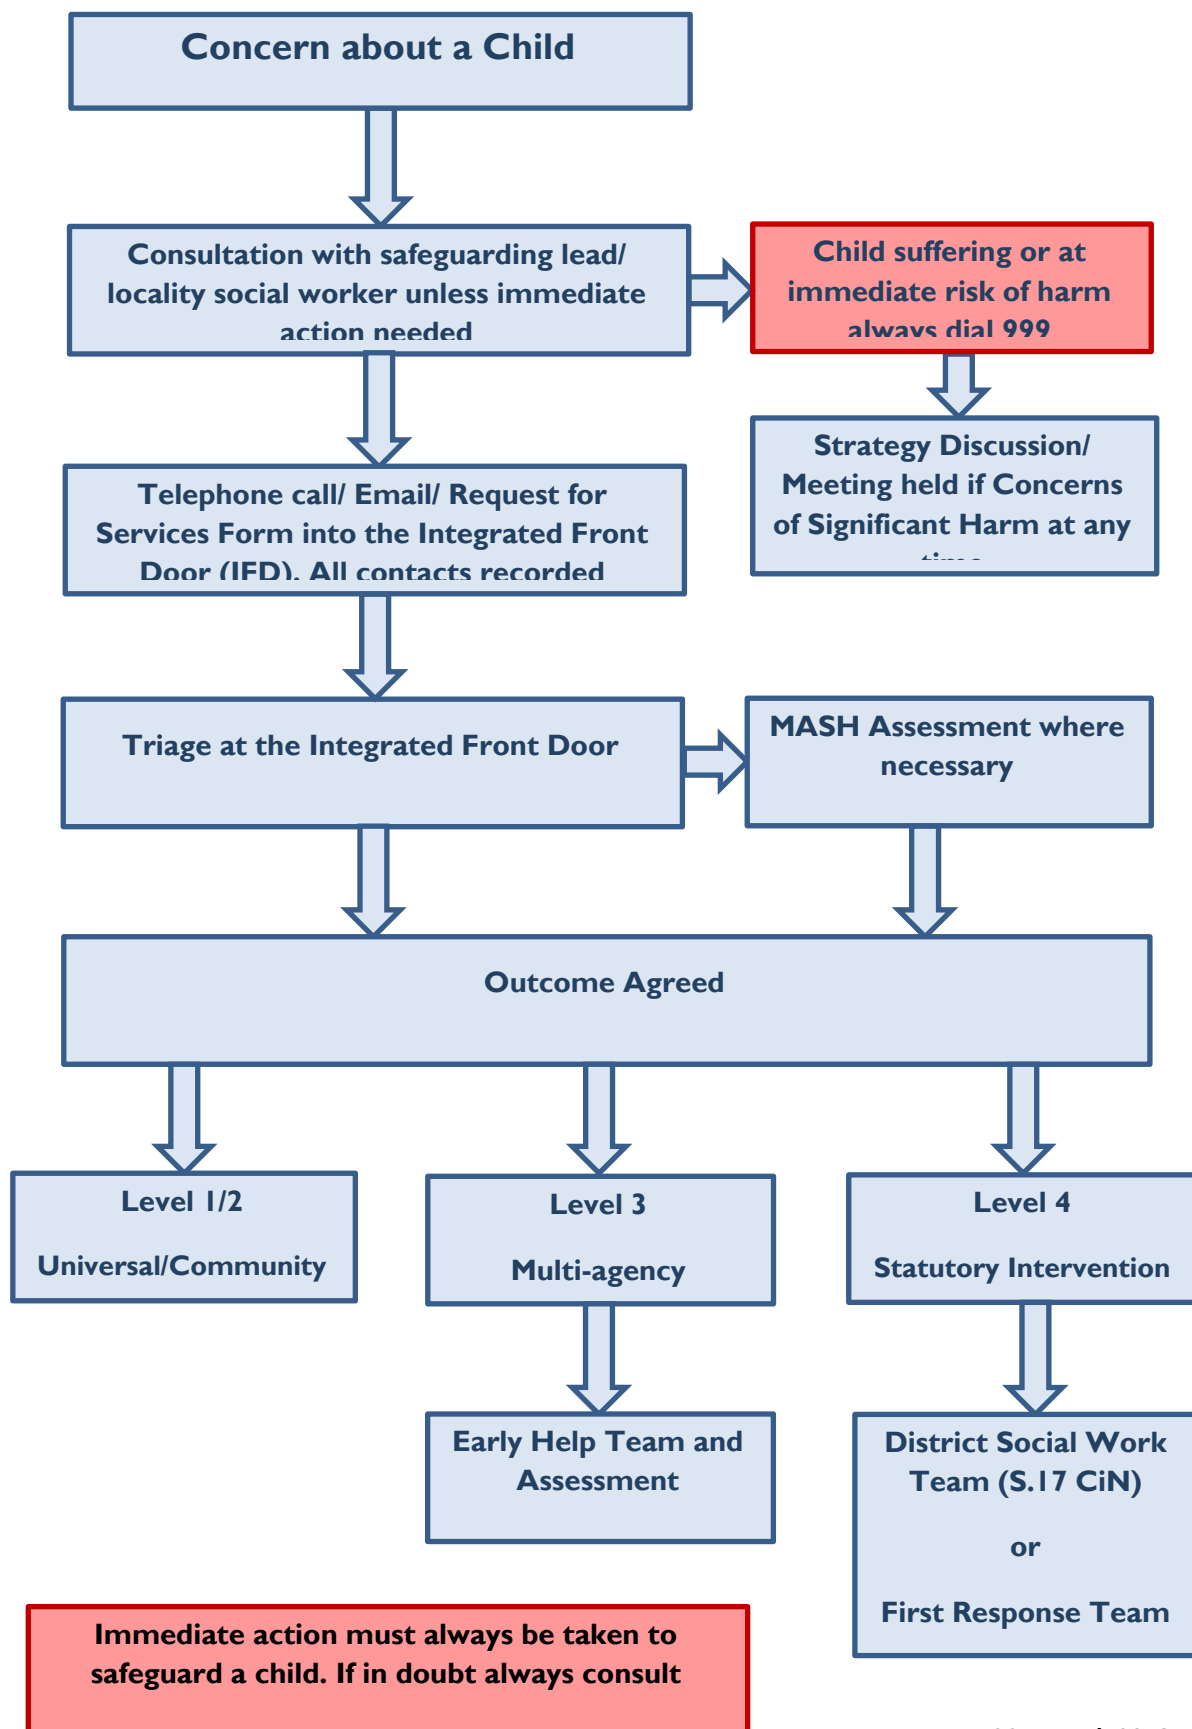 Concern about a Child
Consultation with safeguarding lead/
locality social worker unless immediate
action needed
Child suffering or at
immediate risk of harm
always dial 999
Strategy Discussion/
Meeting held if Concerns
of Significant Harm at any
time
Telephone call/ Email/ Request for
Services Form into the Integrated Front
Door (IFD). All contacts recorded
Triage at the Integrated Front Door
MASH Assessment where
necessary
Outcome Agreed
Level 1/2
Universal/Community
Level 3
Multi-agency
Level 4
Statutory Intervention
Early Help Team and
Assessment
District Social Work
Team (S.17 CiN)
or
First Response Team
Immediate action must always be taken to
safeguard a child. If in doubt always consult